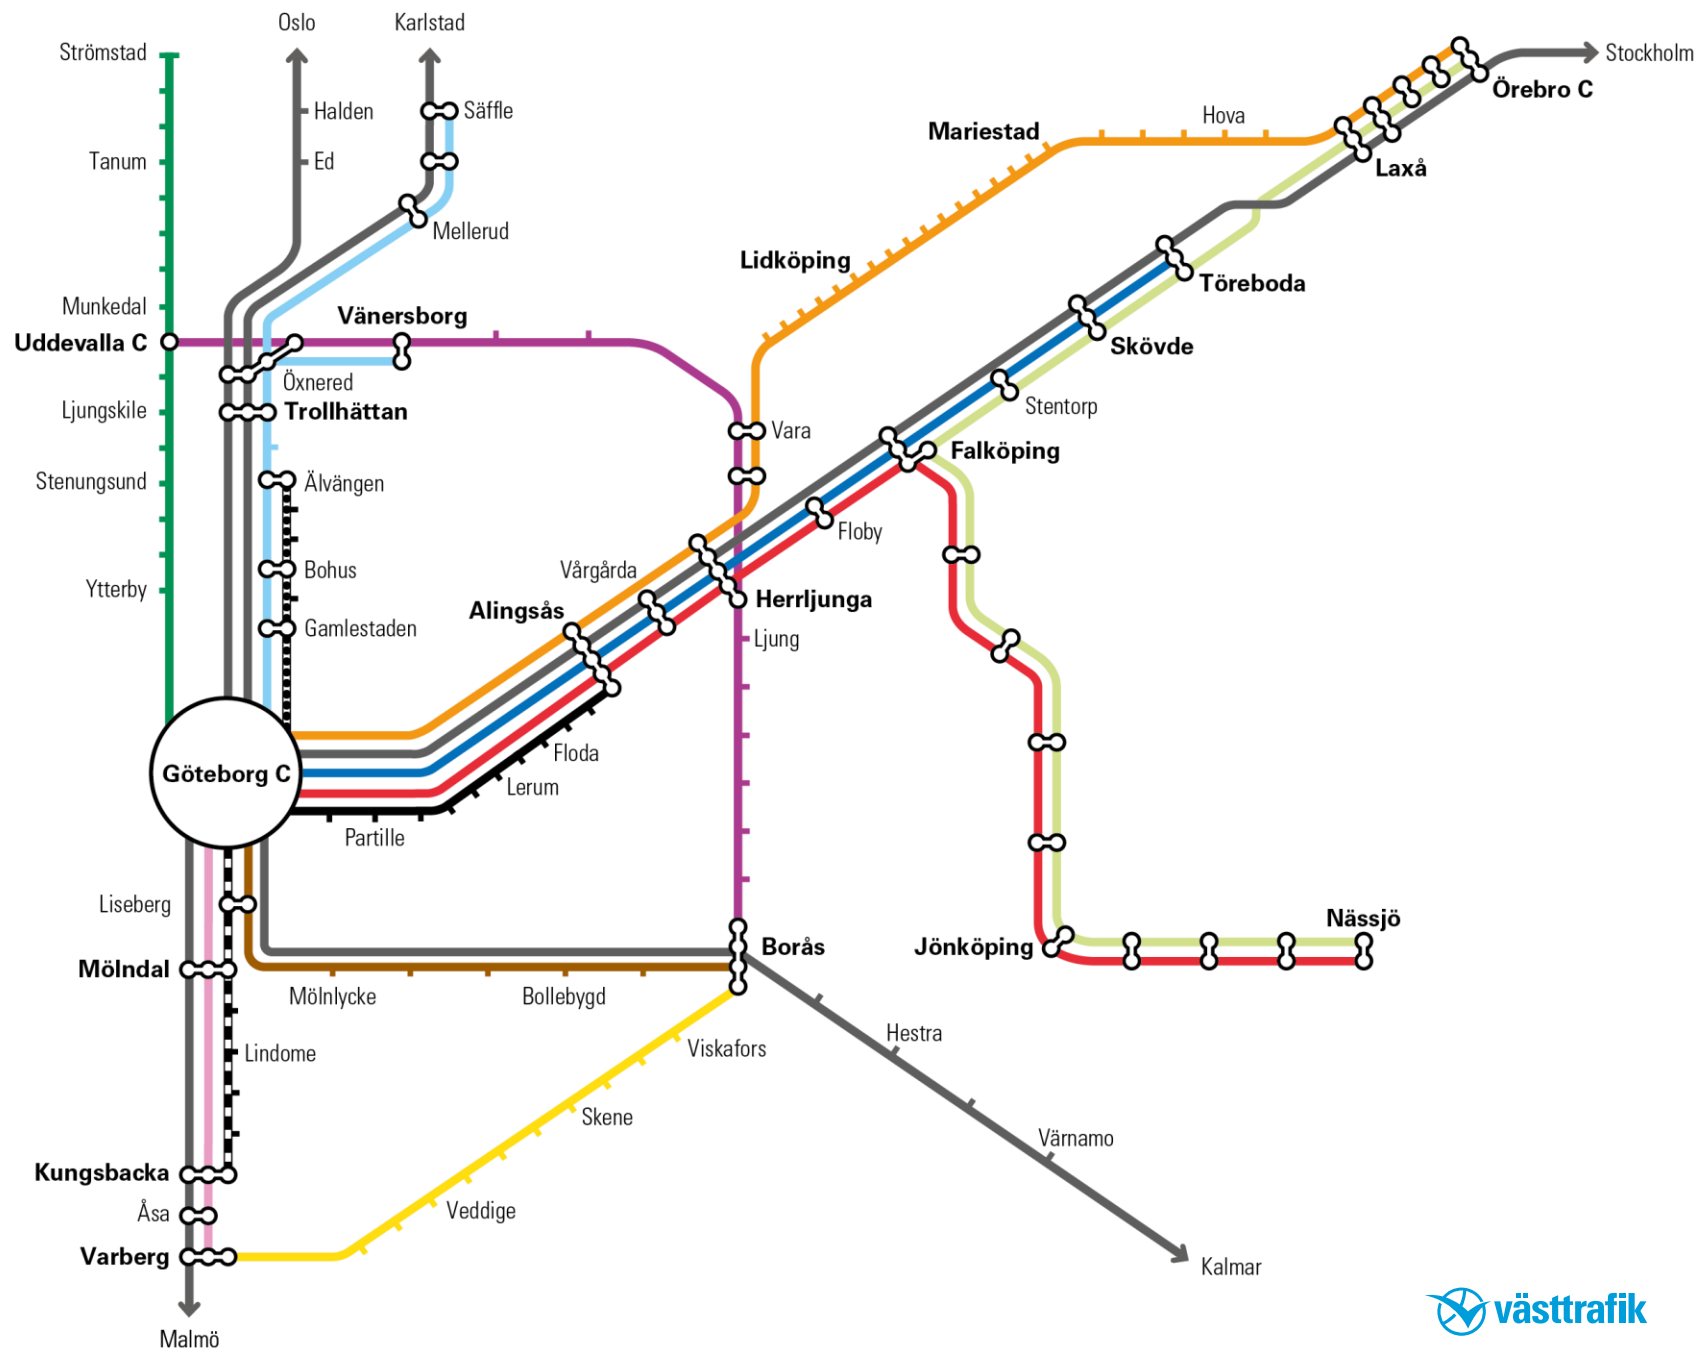 Oslo
Karlstad
Strömstad
Stockholm
Örebro C
Halden
Säffle
Hova
Mariestad
Tanum
Ed
Laxå
Mellerud
Lidköping
Töreboda
Munkedal
Vänersborg
Uddevalla C
Skövde
Öxnered
Ljungskile
Trollhättan
Stentorp
Vara
Falköping
Stenungsund
Älvängen
Floby
Bohus
Vårgårda
Ytterby
Herrljunga
Alingsås
Gamlestaden
Ljung
Floda
Göteborg C
Lerum
Partille
Liseberg
Nässjö
Borås
Jönköping
Mölndal
Mölnlycke
Bollebygd
Hestra
Viskafors
Lindome
Skene
Värnamo
Kungsbacka
Åsa
Veddige
Varberg
Kalmar
västtrafik
Malmö